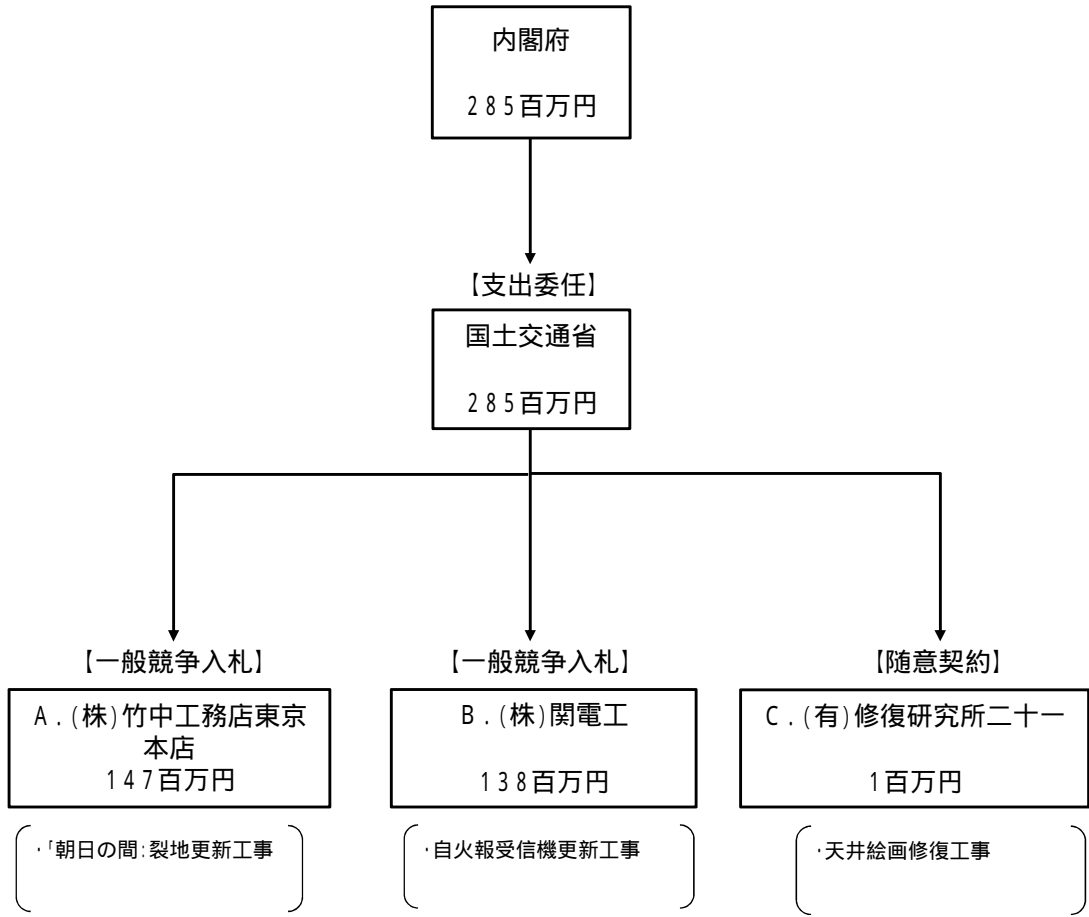 内閣府
285百万円
【支出委任】
国土交通省
285百万円
【一般競争入札】
A.(株)竹中工務店東京
本店
147百万円
・「朝日の間:裂地更新工事
【一般競争入札】
B.(株)関電工
138百万円
・自火報受信機更新工事
【随意契約】
C.(有)修復研究所二十一
1百万円
・天井絵画修復工事